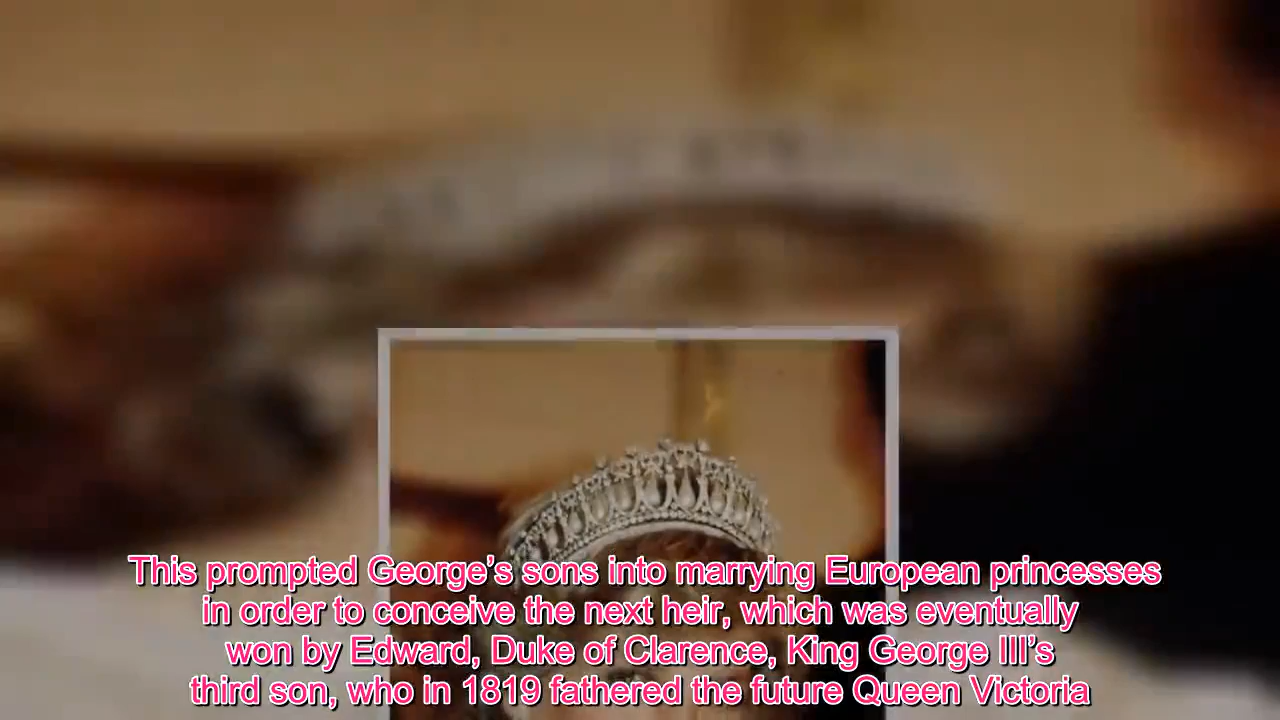 This prompted George's sons into marrying European princesses
in order to conceive the next heir, which was eventually
won by Edward, Duke of Clarence, King George III's
third son, who in 1819 fathered the future Queen Victoria